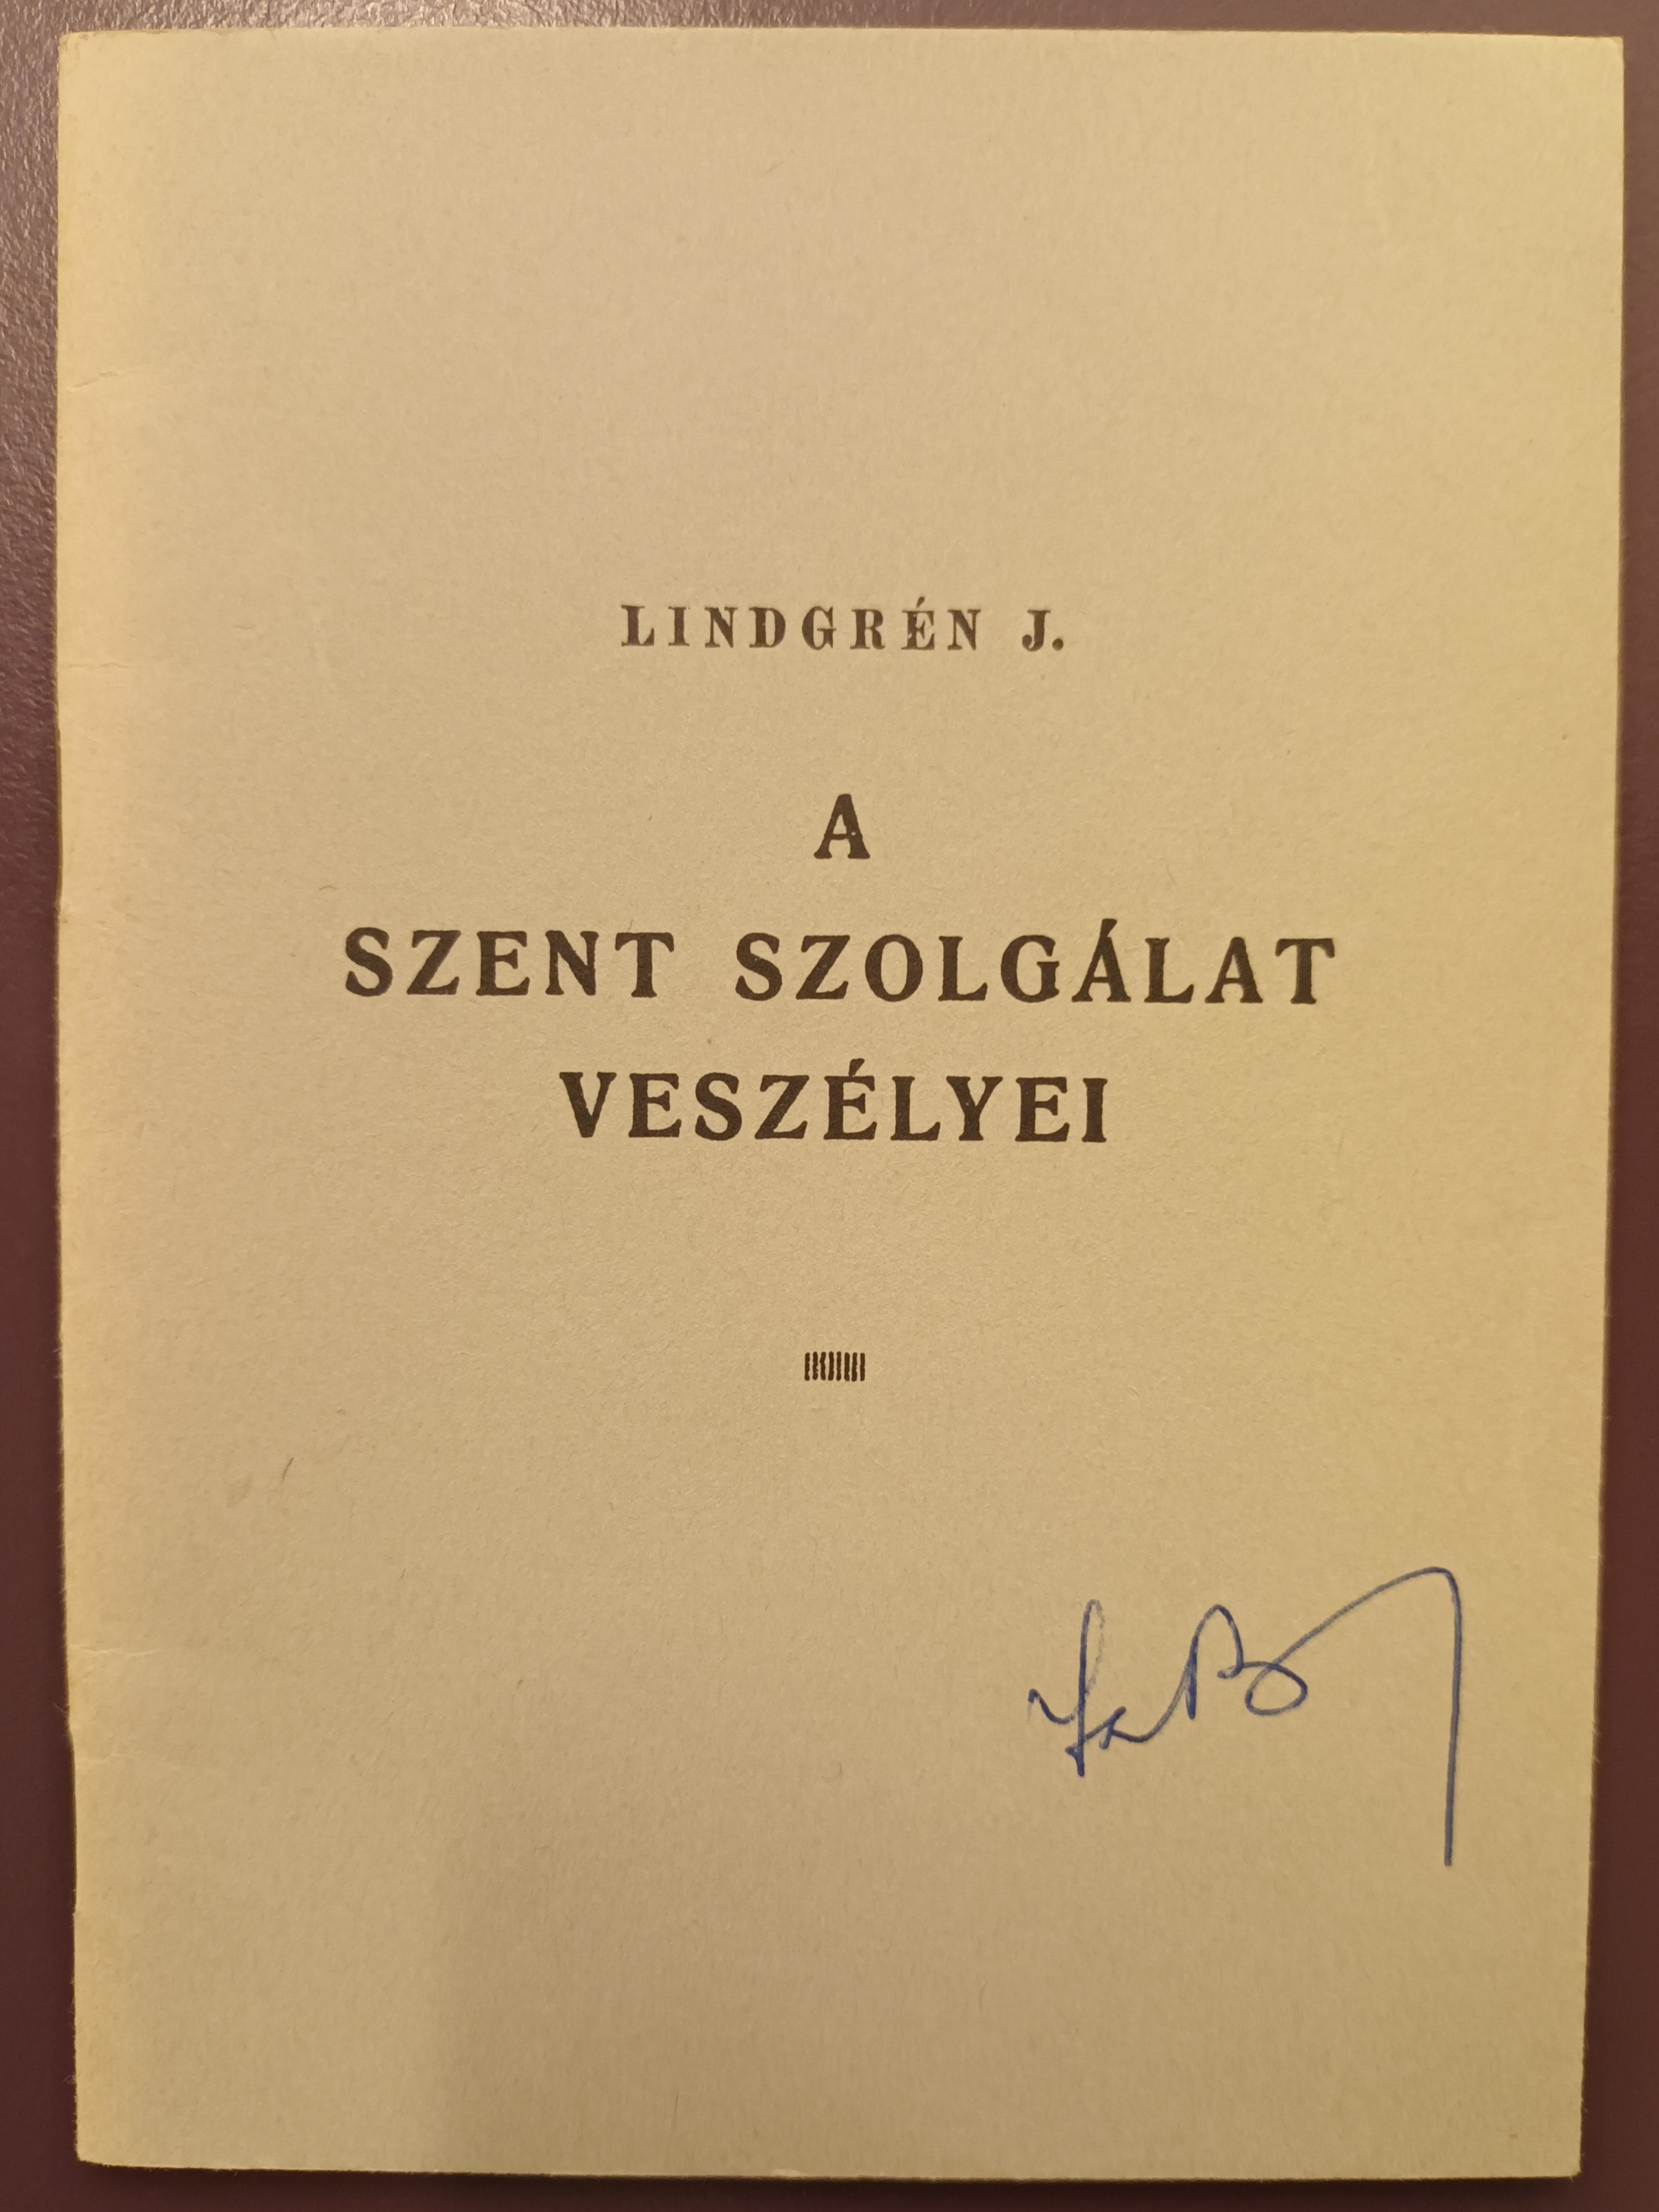 LINDGRÉN J.
A
SZENT SZOLGÁLAT
VESZÉLYEI